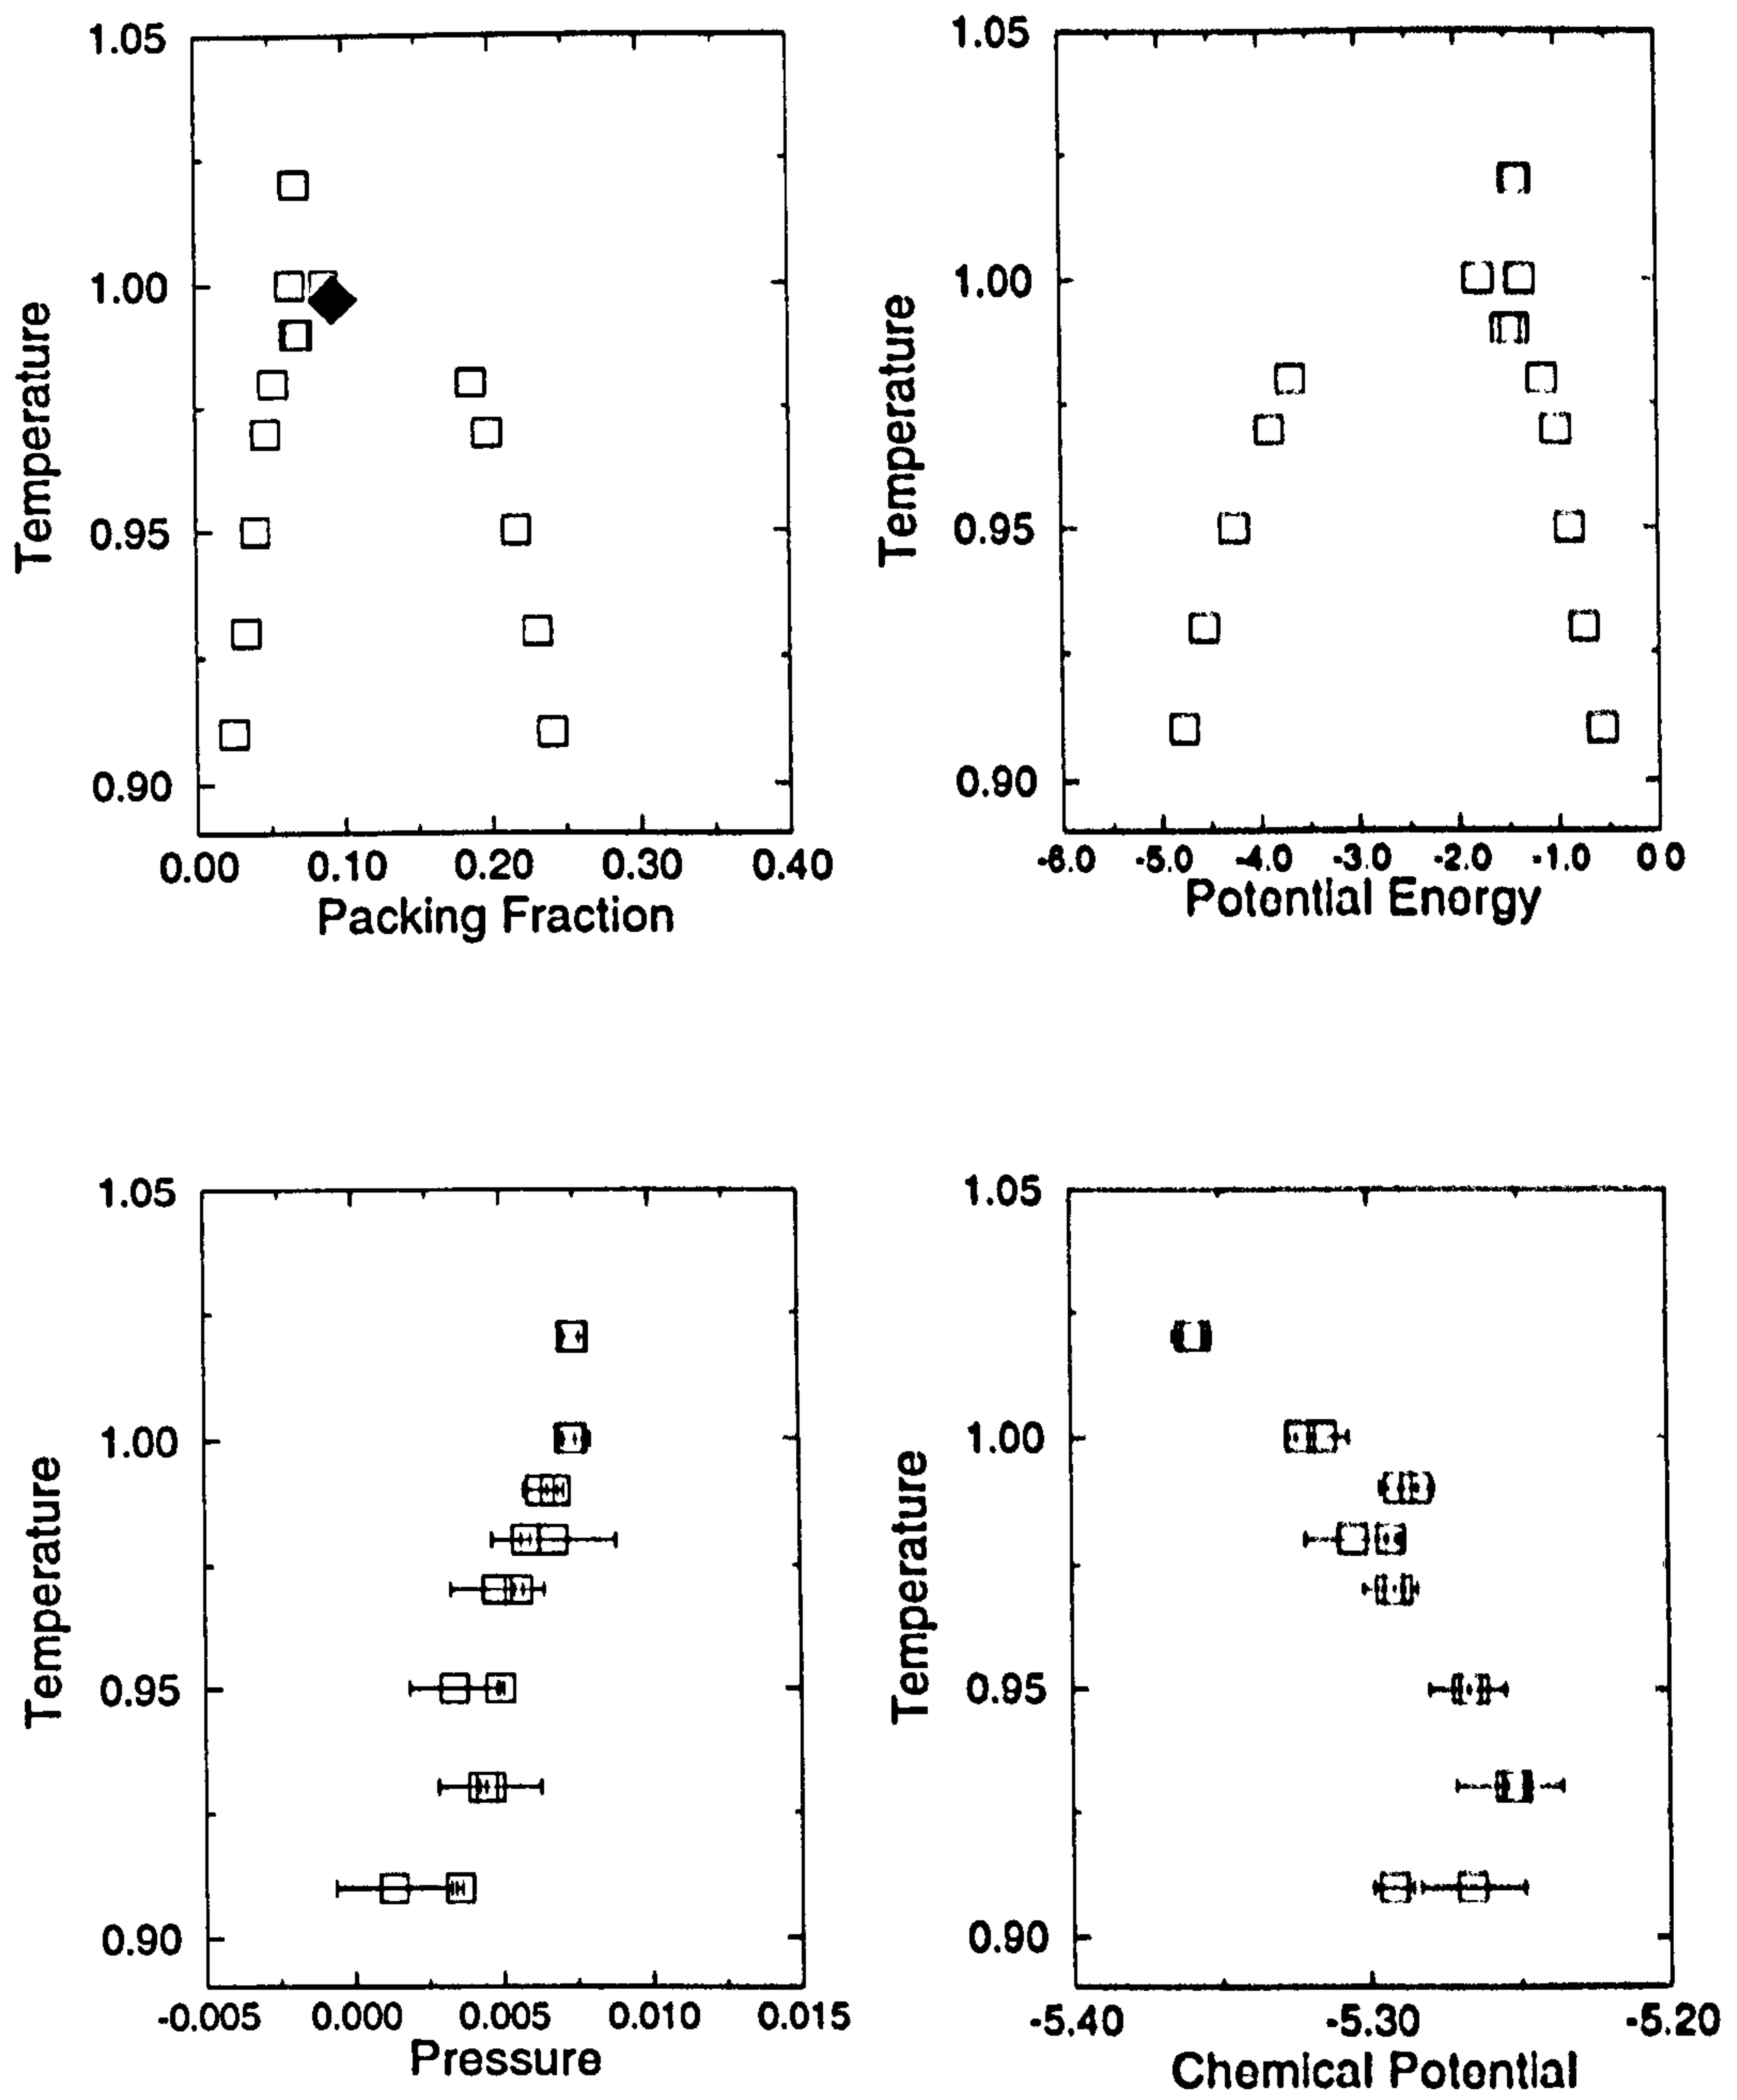 1.05
1.00
0.95
0.90
Temperature
0.00 0.10 0.20 0.30 0.40
Packing Fraction
1.05
1.00
0.95
0.90
Temperature
-6.0 -5.0 -4.0 -3.0 -2.0 -1.0 0.0
Potential Energy
1.05
1.00
0.95
0.90
Temperature
-0.005 0.000 0.005 0.010 0.015
Pressure
1.05
1.00
0.95
0.90
Temperature
-5.40 -5.30 -5.20
Chemical Potential